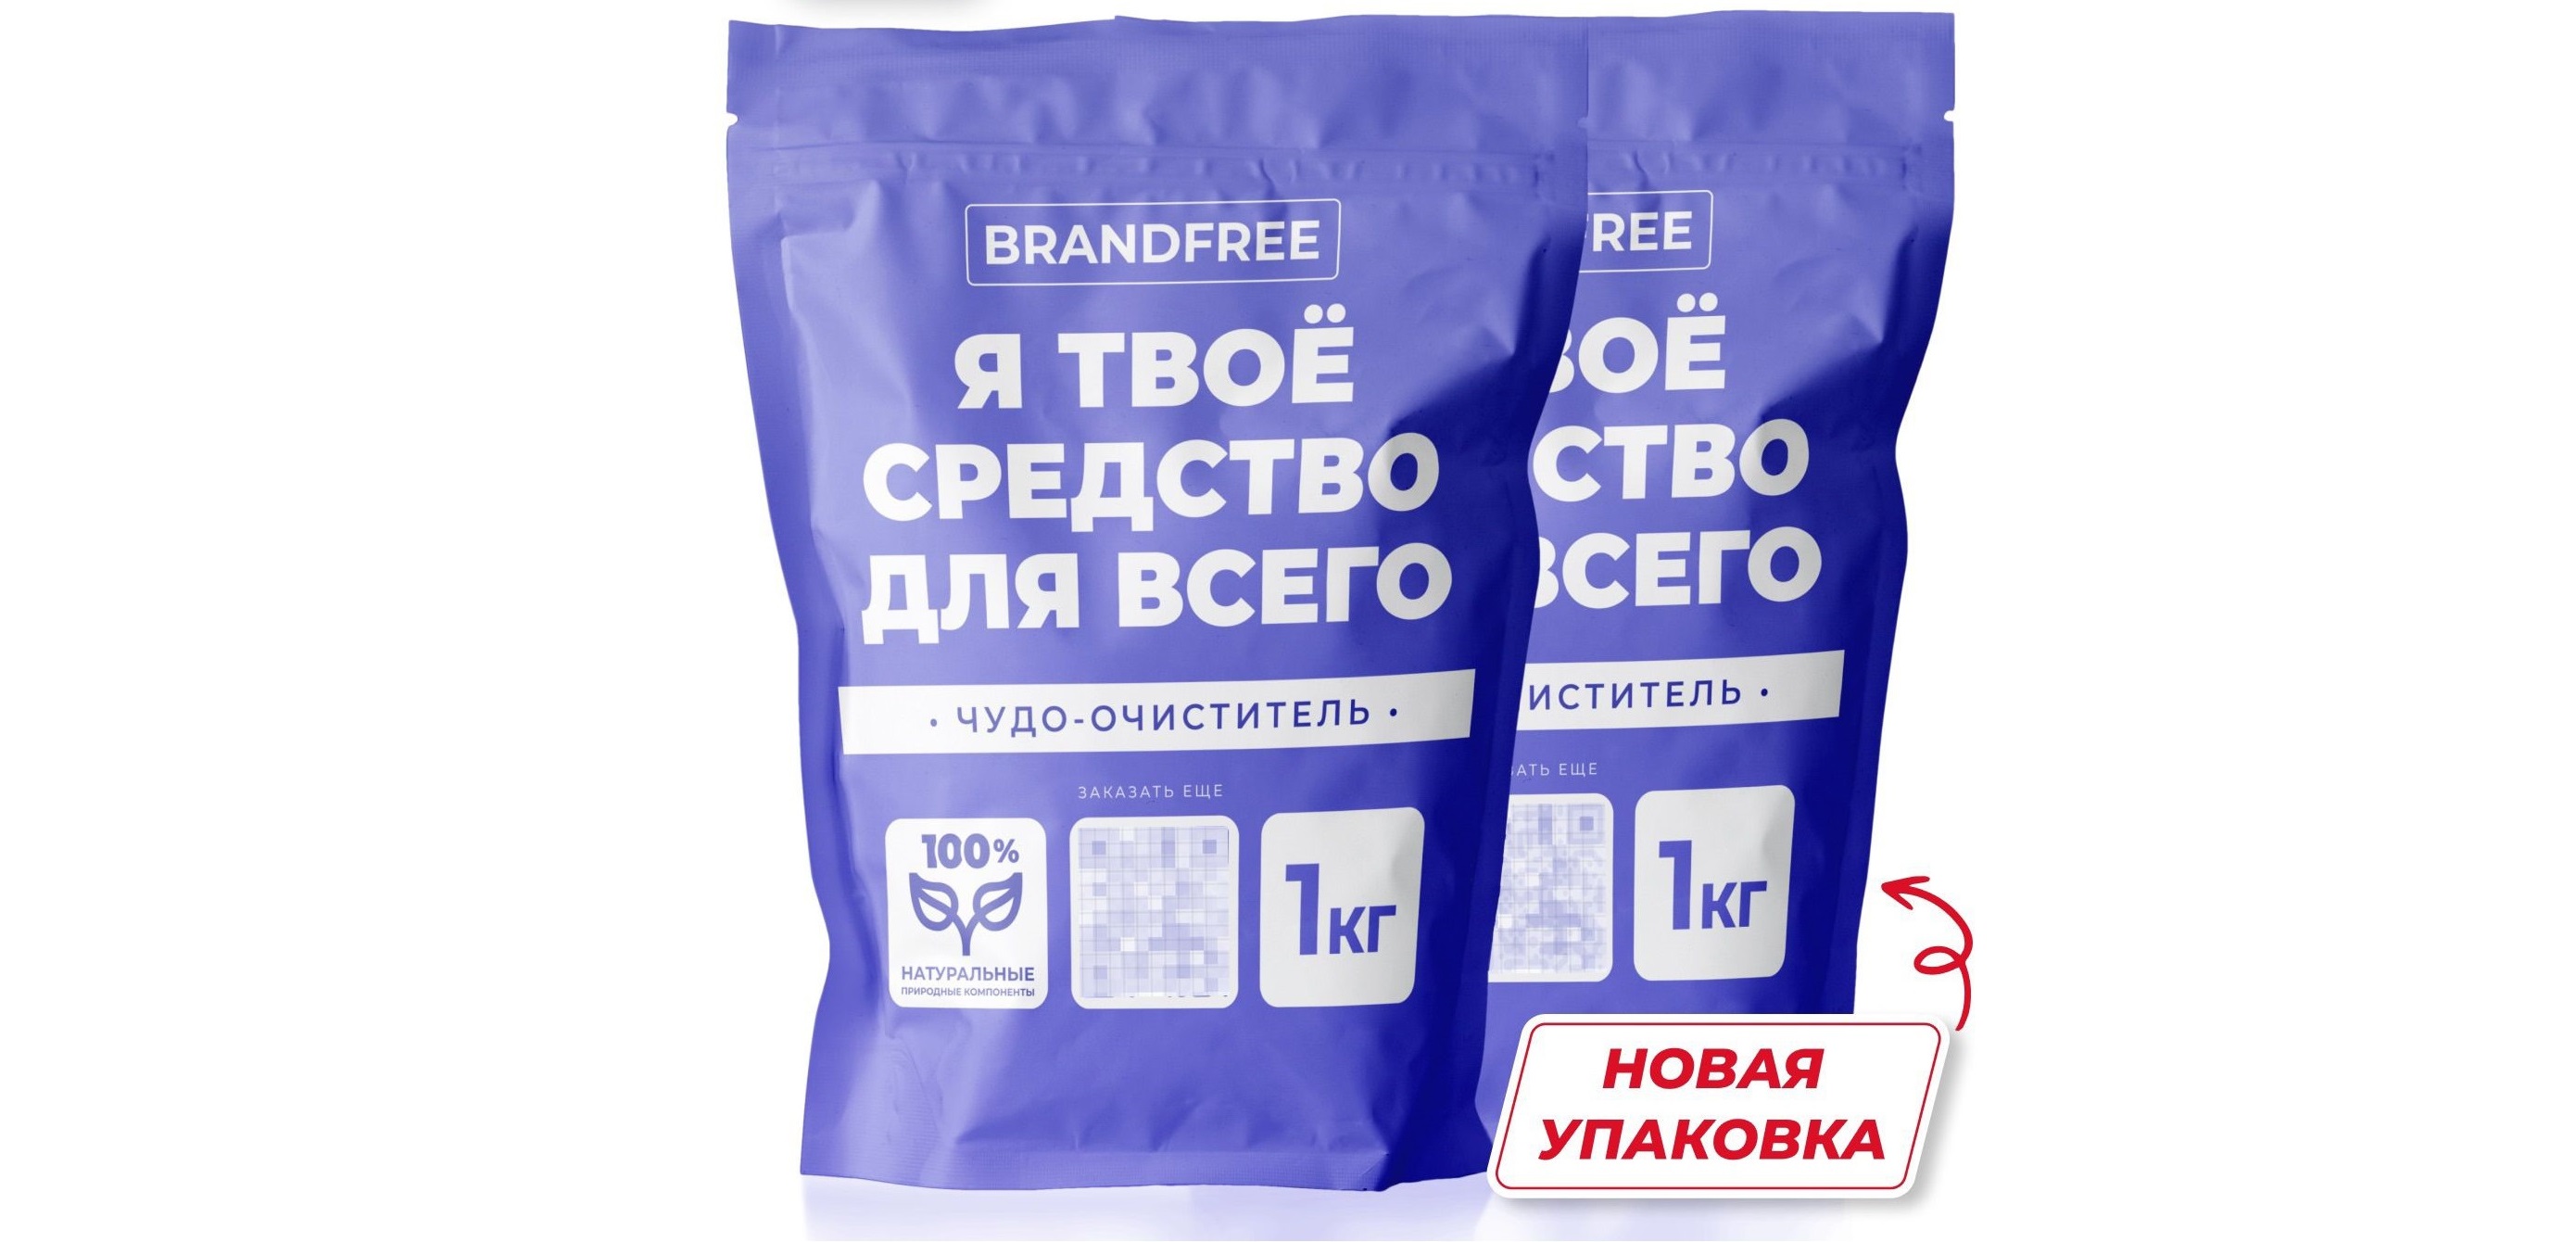 BRANDFREE
Я ТВОЁ
СРЕДСТВО
ДЛЯ ВСЕГО
• ЧУДО-ОЧИСТИТЕЛЬ •
ЗАКАЗАТЬ ЕЩЕ
100%
НАТУРАЛЬНЫЕ
ПРИРОДНЫЕ КОМПОНЕНТЫ
1КГ
FREE
ВОЁ
СТВО
ВСЕГО
ИСТИТЕЛЬ •
ЗАТЬ ЕЩЕ
1КГ
НОВАЯ
УПАКОВКА